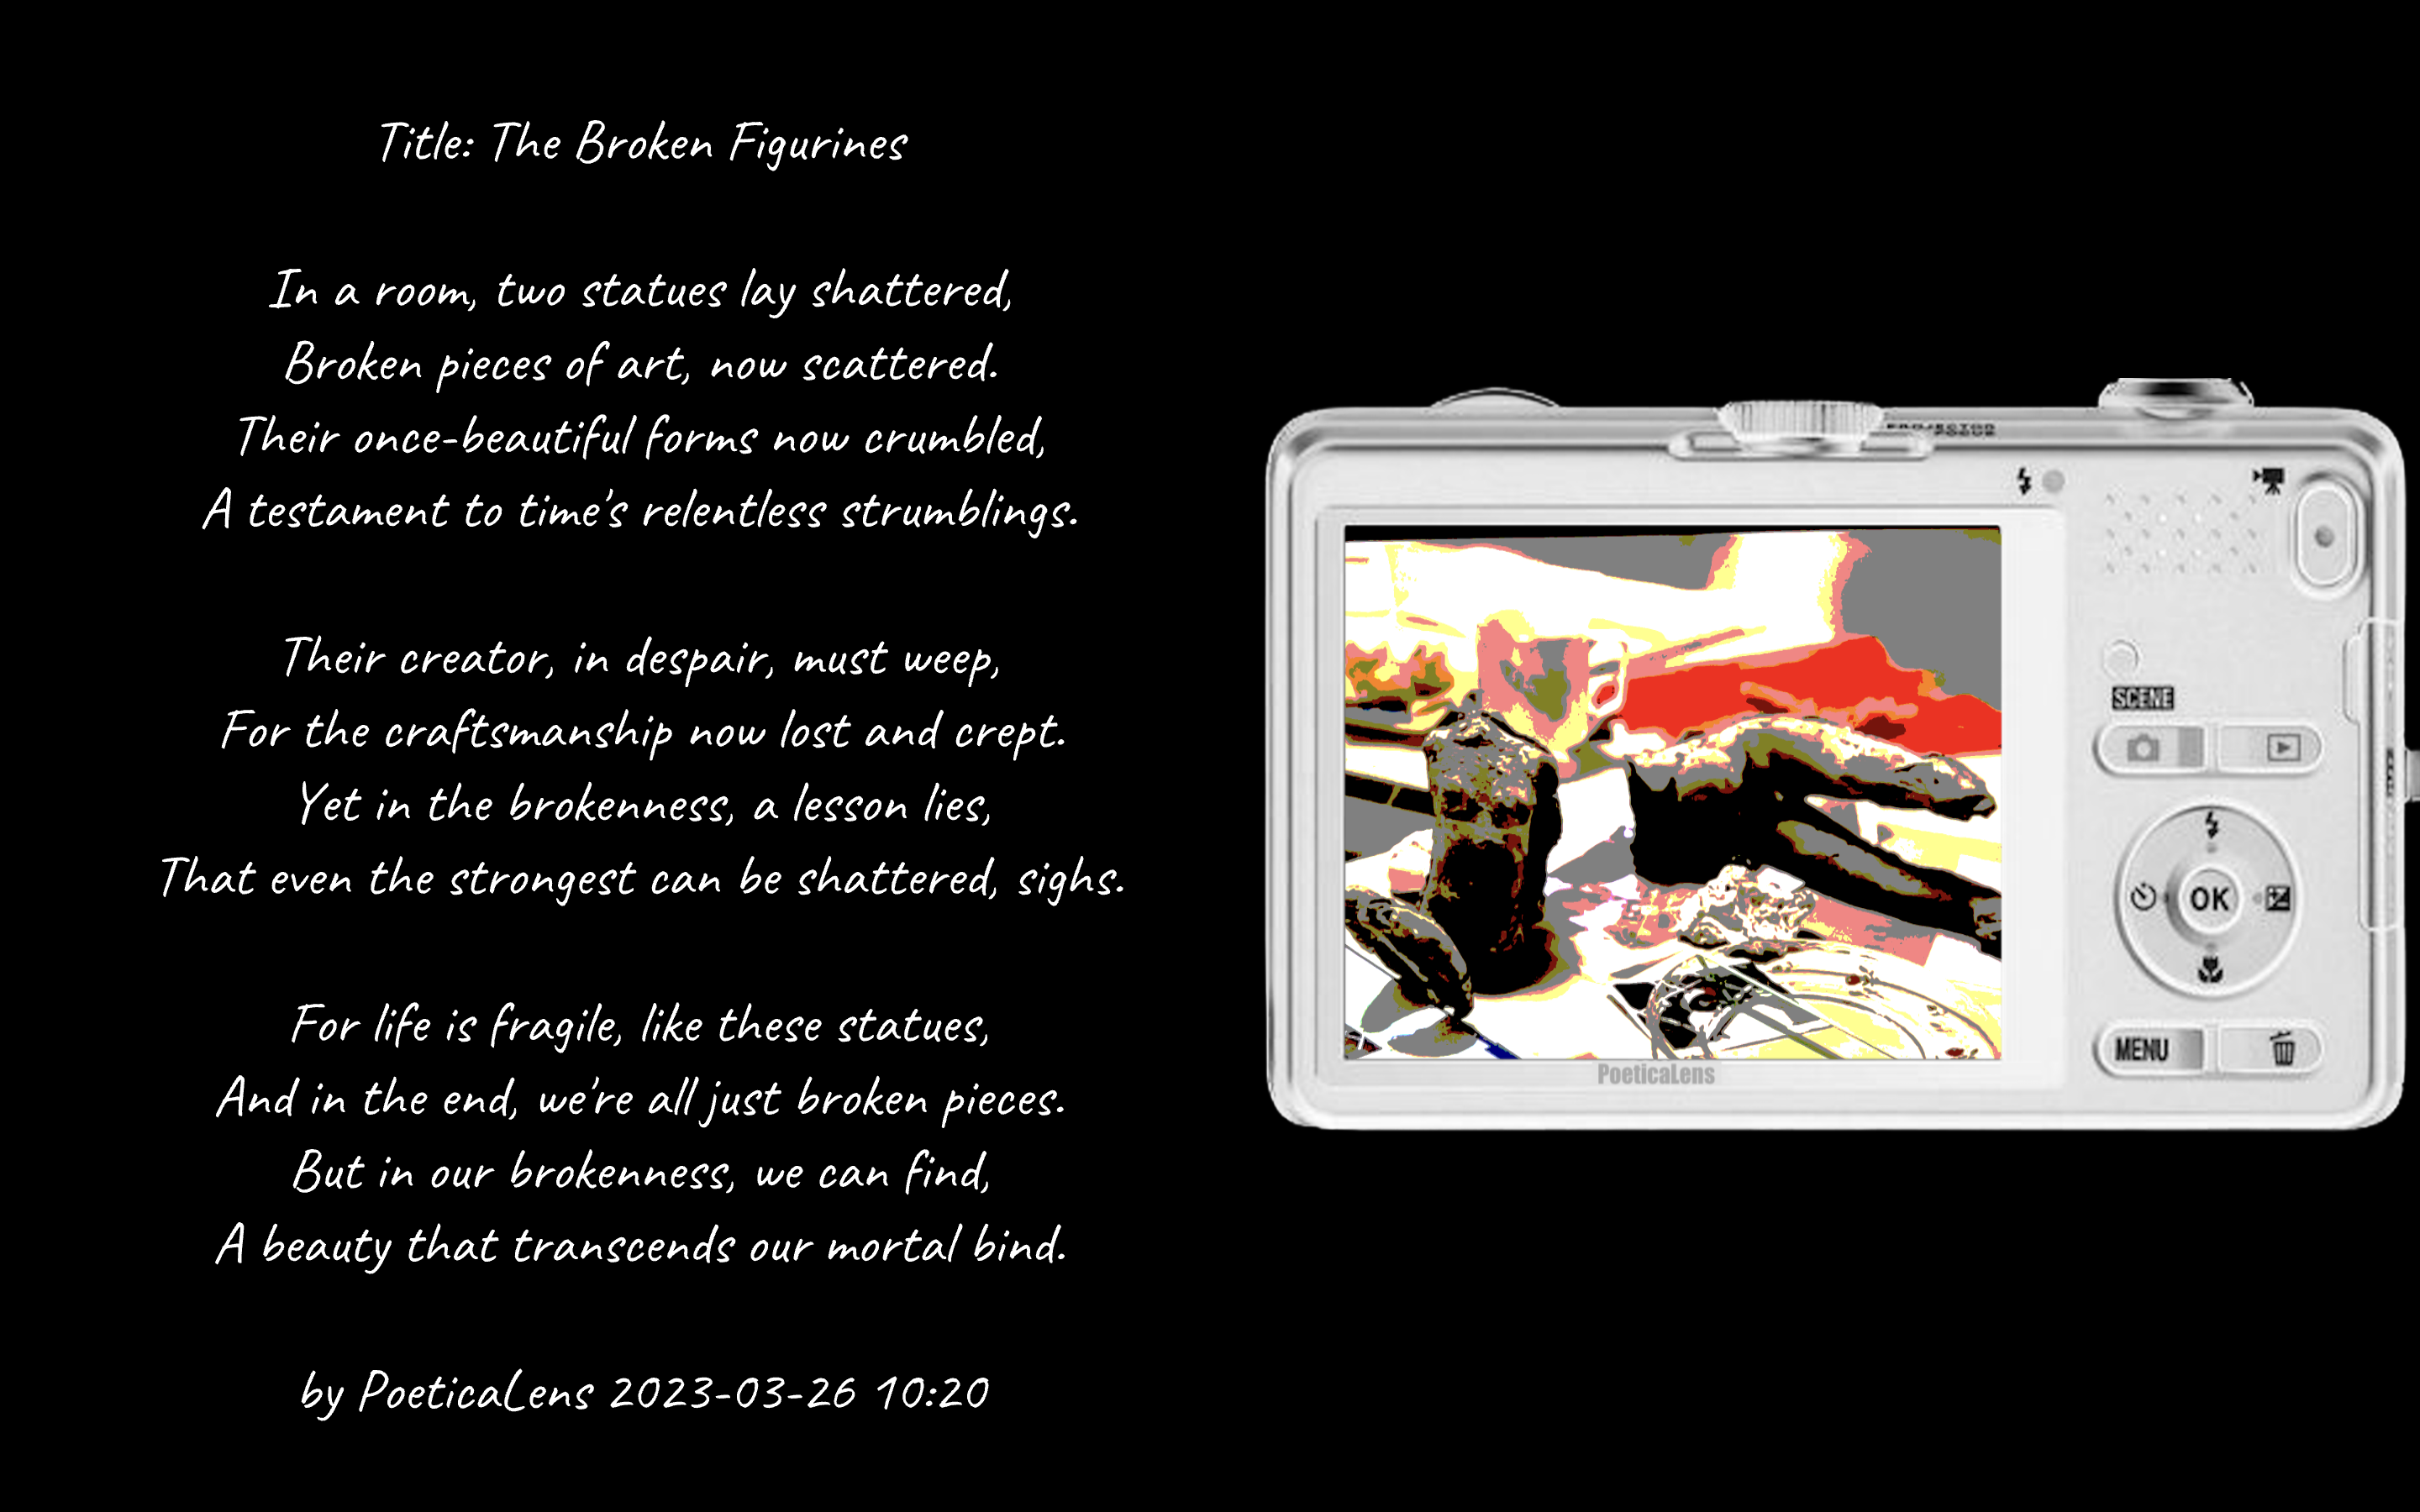 Title: The Broken Figurines
In a room, two statues lay shattered,
Broken pieces of art, now scattered.
Their once-beautiful forms now crumbled,
A testament to time's relentless strumblings.
Their creator, in despair, must weep,
For the craftsmanship now lost and crept.
Yet in the brokenness, a lesson lies,
That even the strongest can be shattered, sighs.
For life is fragile, like these statues,
And in the end, we're all just broken pieces.
But in our brokenness, we can find,
A beauty that transcends our mortal bind.
by PoeticaLens 2023-03-26 10:20
PROJECTOR
FOCUS
SCENE
OK
MENU
PoeticaLens